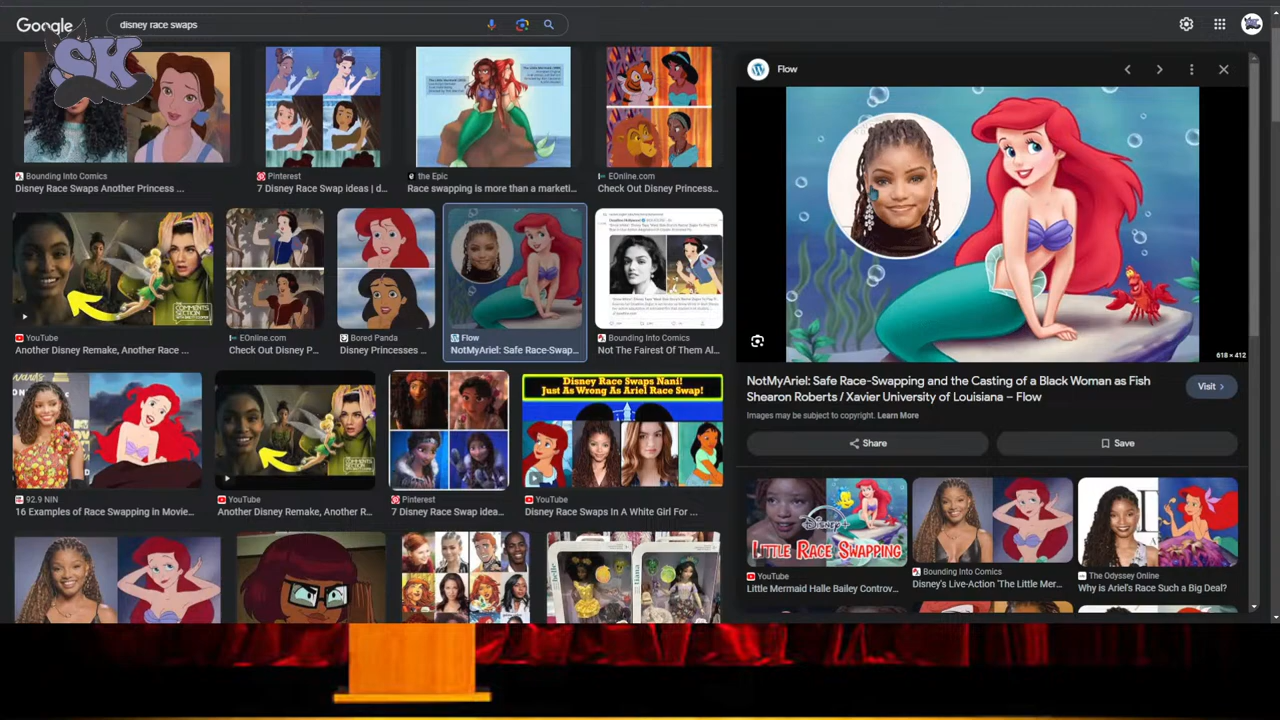 Google
disney race swaps
SK
Bounding Into Comics
Disney Race Swaps Another Princess ...
Pinterest
7 Disney Race Swap ideas | d...
the Epic
Race swapping is more than a marketi...
EOnline.com
Check Out Disney Princess...
YouTube
Another Disney Remake, Another Race ...
THE
COMMENTS
SECTION
EOnline.com
Check Out Disney P...
Bored Panda
Disney Princesses ...
Flow
NotMyAriel: Safe Race-Swap...
Bounding Into Comics
Not The Fairest Of Them Al...
92.9 NIN
16 Examples of Race Swapping in Movie...
YouTube
Another Disney Remake, Another R...
Pinterest
7 Disney Race Swap idea...
Disney Race Swaps Nani!
Just As Wrong As Ariel Race Swap!
YouTube
Disney Race Swaps In A White Girl For ...
belle
tiana
Flow
618 × 412
NotMyAriel: Safe Race-Swapping and the Casting of a Black Woman as Fish
Shearon Roberts / Xavier University of Louisiana – Flow
Visit
Images may be subject to copyright. Learn More
Share
Save
Disney+
LITTLE RACE SWAPPING
YouTube
Little Mermaid Halle Bailey Controv...
Bounding Into Comics
Disney's Live-Action 'The Little Mer...
The Odyssey Online
Why is Ariel's Race Such a Big Deal?